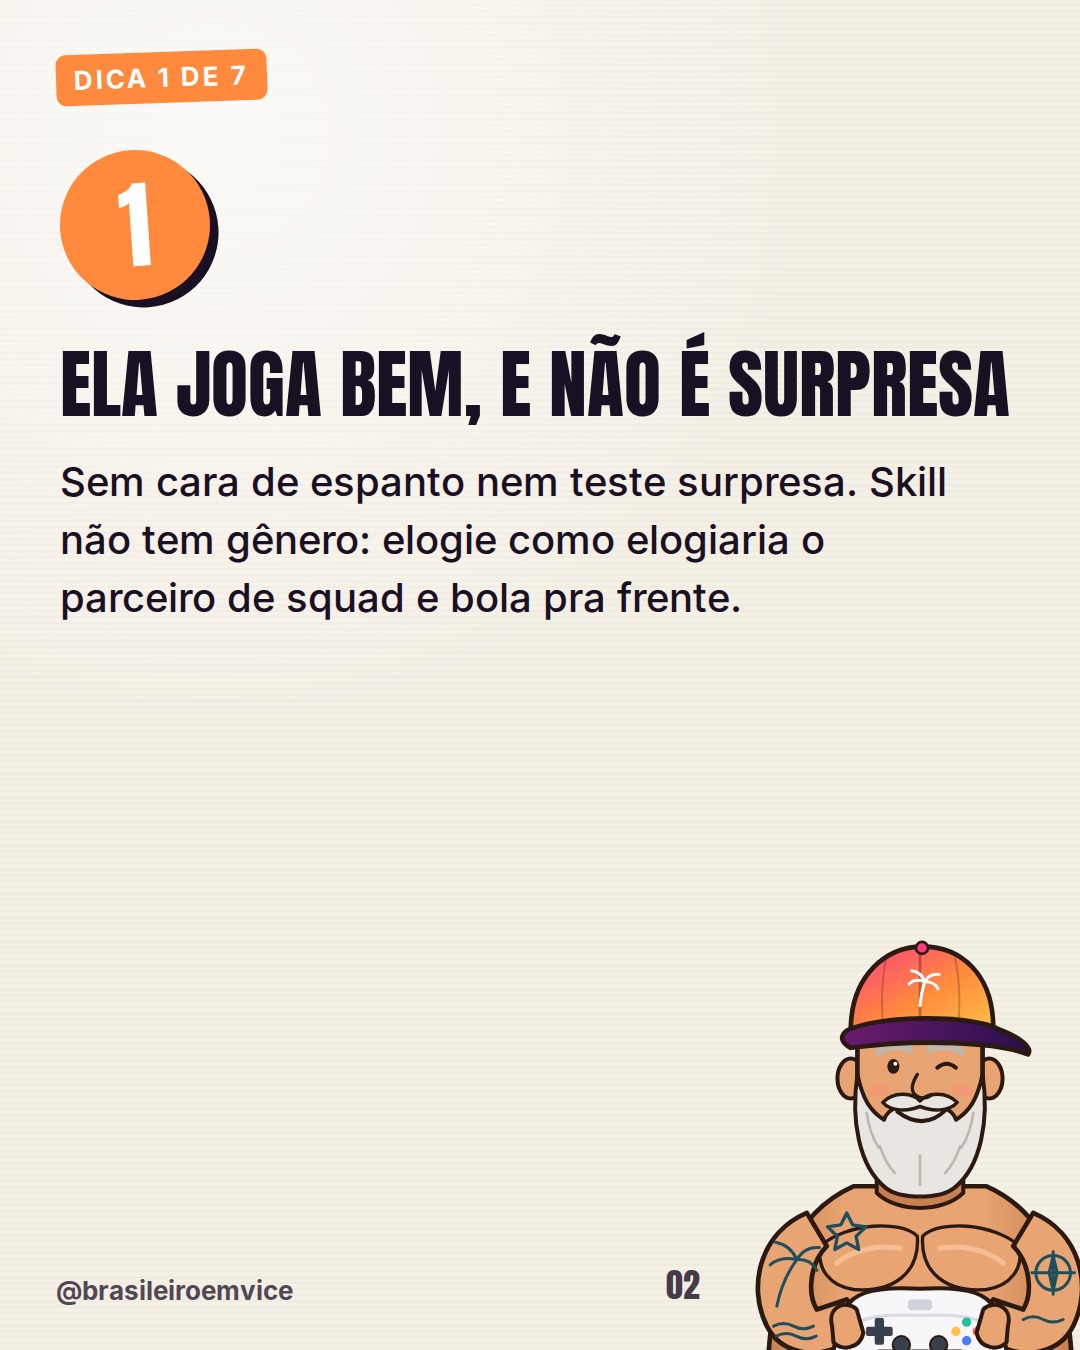 DICA 1 DE 7
1
ELA JOGA BEM, E NÃO É SURPRESA
Sem cara de espanto nem teste surpresa. Skill
não tem gênero: elogie como elogiaria o
parceiro de squad e bola pra frente.
@brasileiroemvice
02